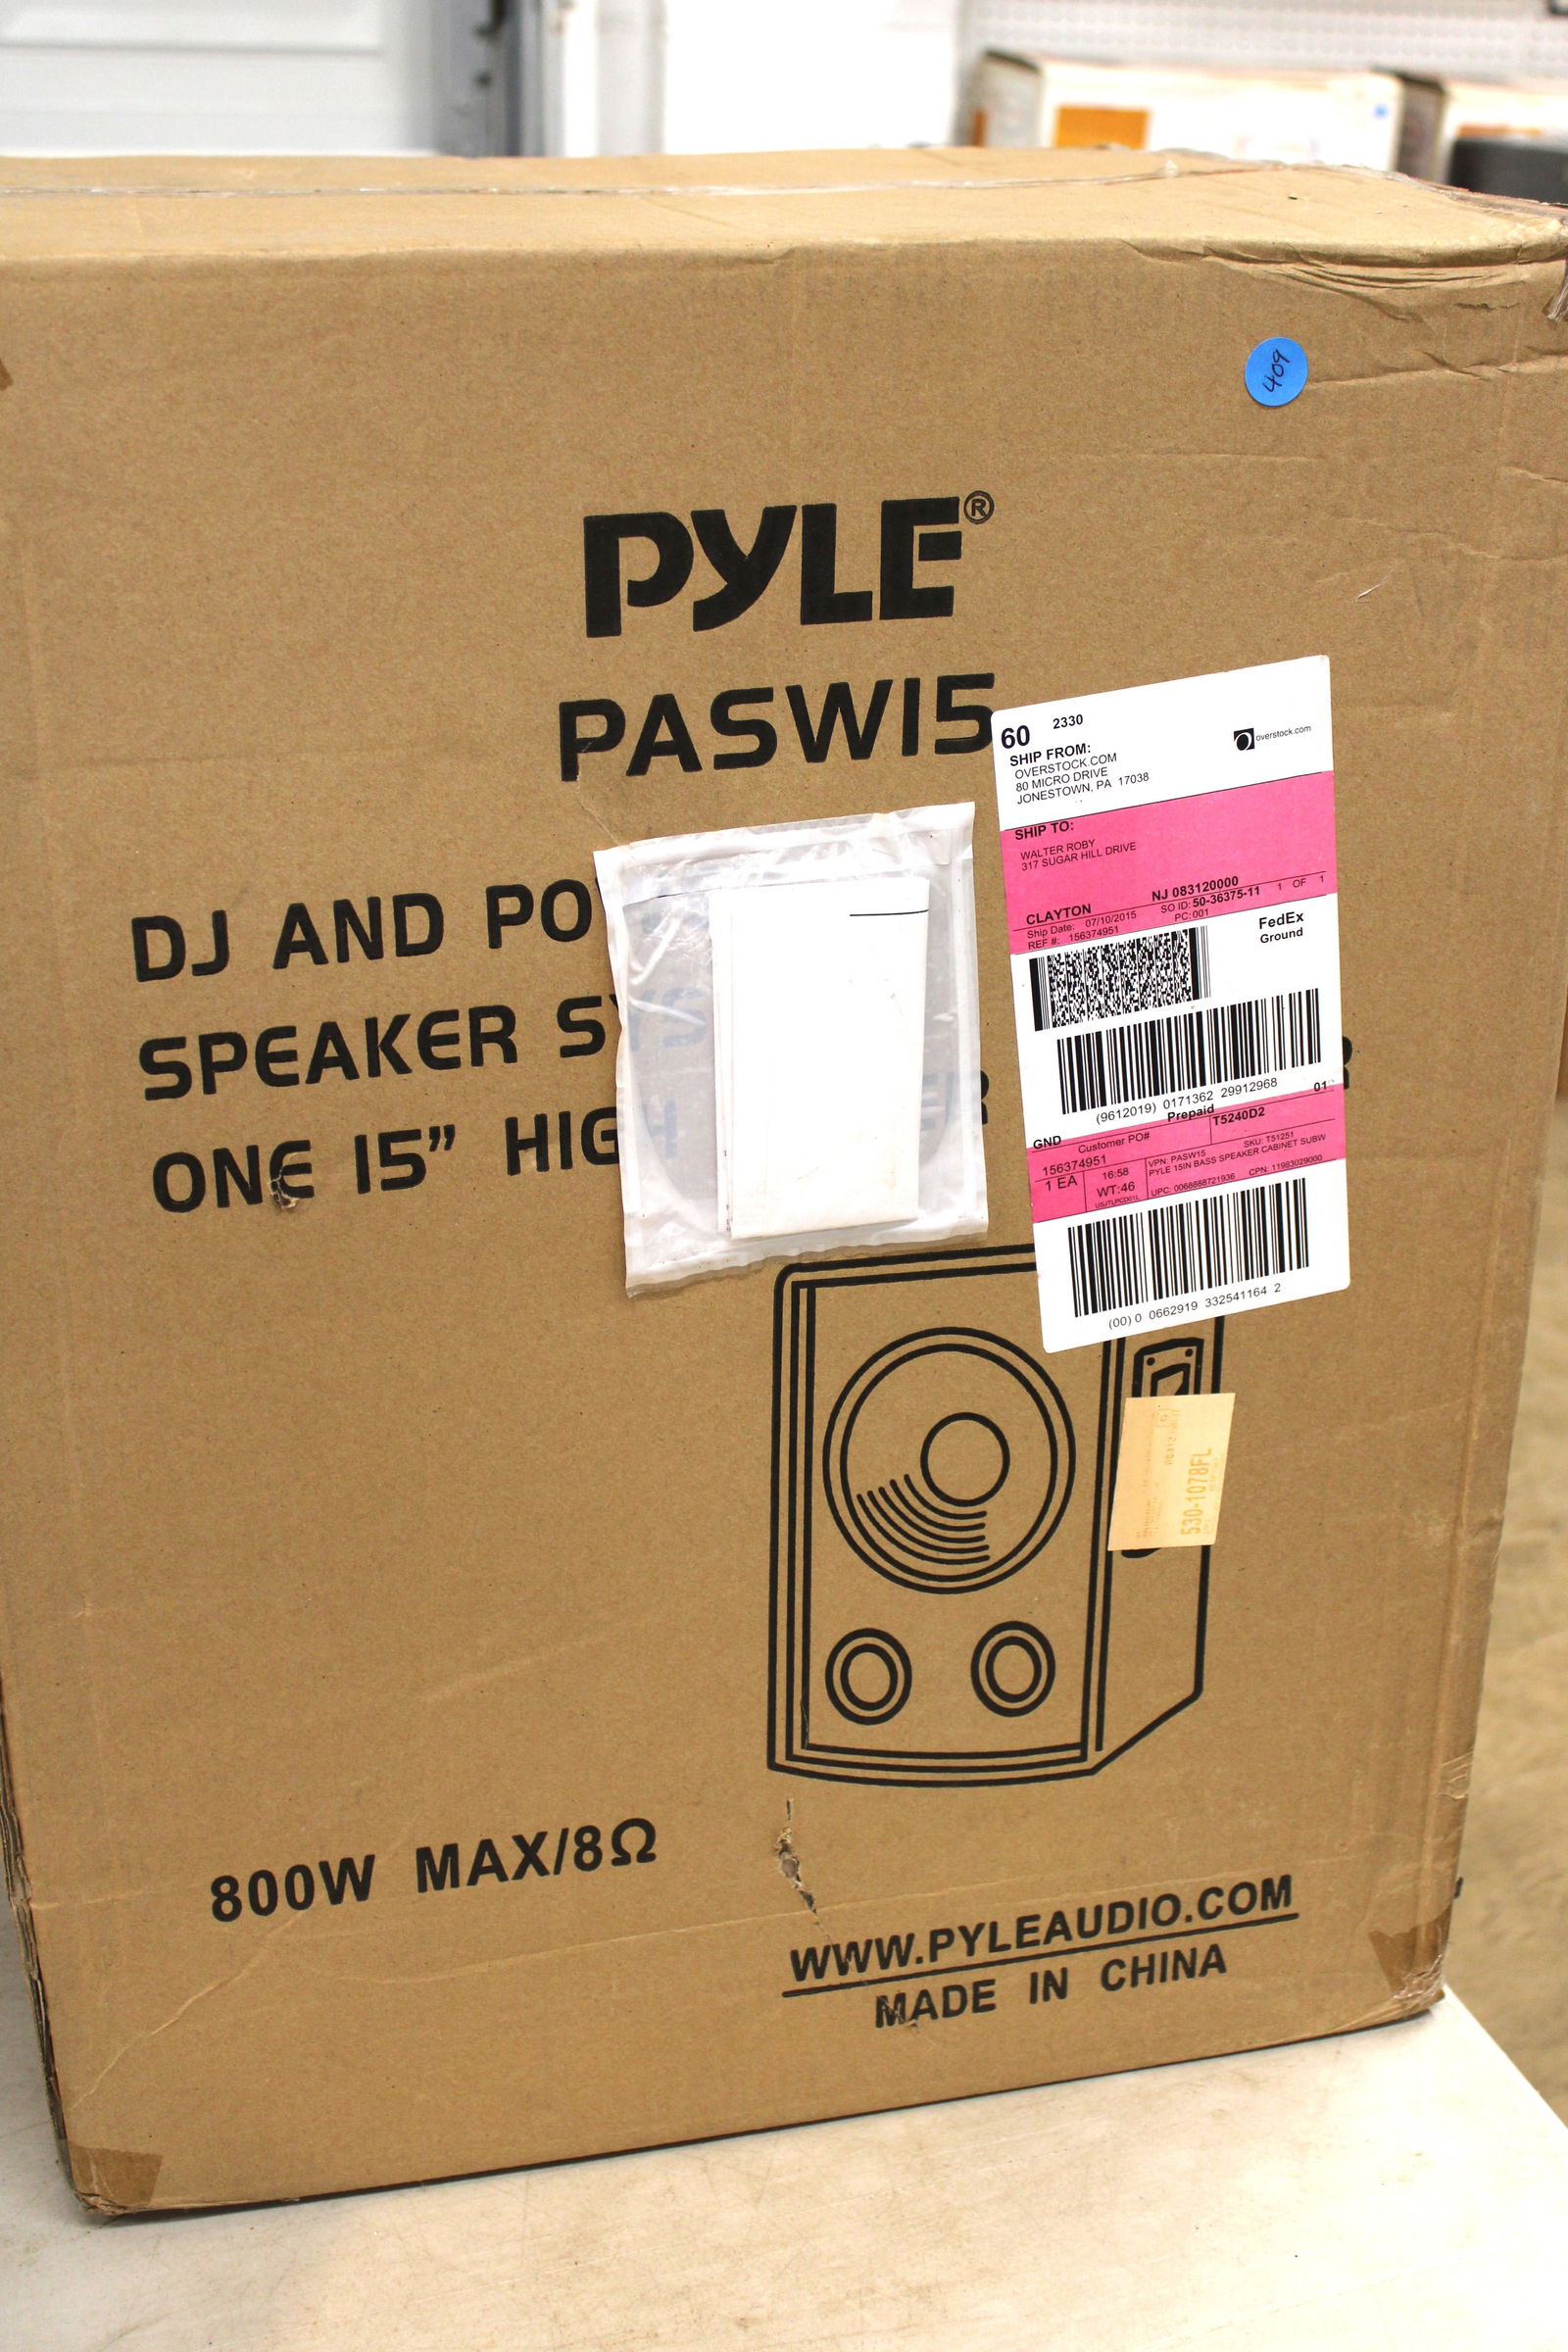 409
PYLE®
PASW15
60 2330
SHIP FROM:
OVERSTOCK.COM
80 MICRO DRIVE
JONESTOWN, PA 17038
overstock.com
SHIP TO:
WALTER ROBY
317 SUGAR HILL DRIVE
CLAYTON NJ 083120000
Ship Date: 07/10/2015 SO ID: 50-36375-11 1 OF 1
REF #: 156374951 PC: 001
FedEx
Ground
(9612019) 0171362 29912968 01
Prepaid
GND Customer PO# T5240D2
156374951 SKU: T51251
1 EA 16:58 VPN: PASW15
WT:46 PYLE 15IN BASS SPEAKER CABINET SUBW
UPC: 0068888721936 CPN: 11983029000
(00) 0 0662919 332541164 2
DJ AND PO
SPEAKER SYS
ONE 15" HIGH
530-1078FL
800W MAX/8Ω
WWW.PYLEAUDIO.COM
MADE IN CHINA